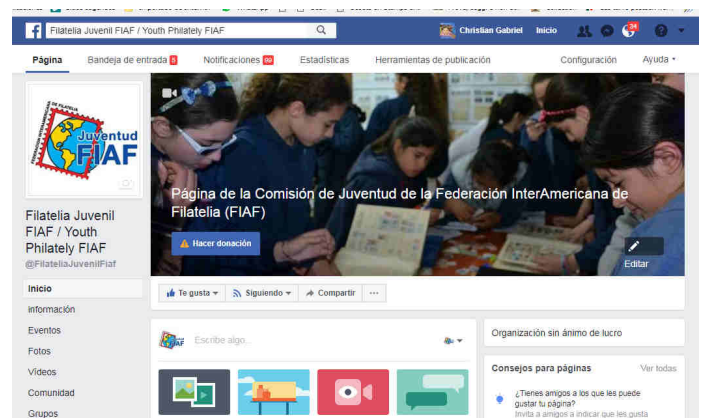 Filatelia Juvenil FIAF / Youth Philately FIAF
Christian Gabriel
Inicio
34
Página
Bandeja de entrada 8
Notificaciones 99
Estadísticas
Herramientas de publicación
Configuración
Ayuda
Juventud
FIAF
Página de la Comisión de Juventud de la Federación InterAmericana de
Filatelia (FIAF)
Hacer donación
Editar
Filatelia Juvenil
FIAF / Youth
Philately FIAF
@FilateliaJuvenilFiaf
Inicio
Información
Eventos
Fotos
Vídeos
Comunidad
Grupos
Te gusta
Siguiendo
Compartir
Escribe algo...
Organización sin ánimo de lucro
Consejos para páginas
Ver todas
¿Tienes amigos a los que les puede
gustar tu página?
Invita a amigos a indicar que les gusta